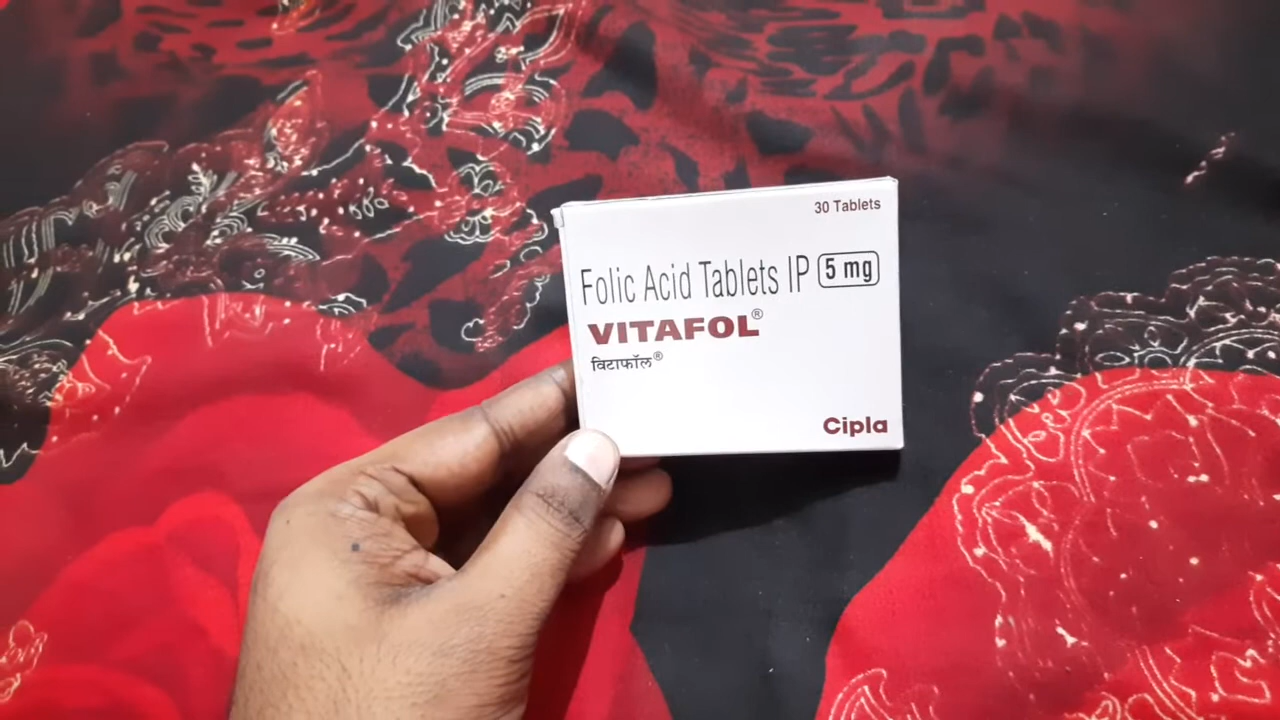 30 Tablets
Folic Acid Tablets IP 5 mg
VITAFOL®
विटाफॉल®
Cipla